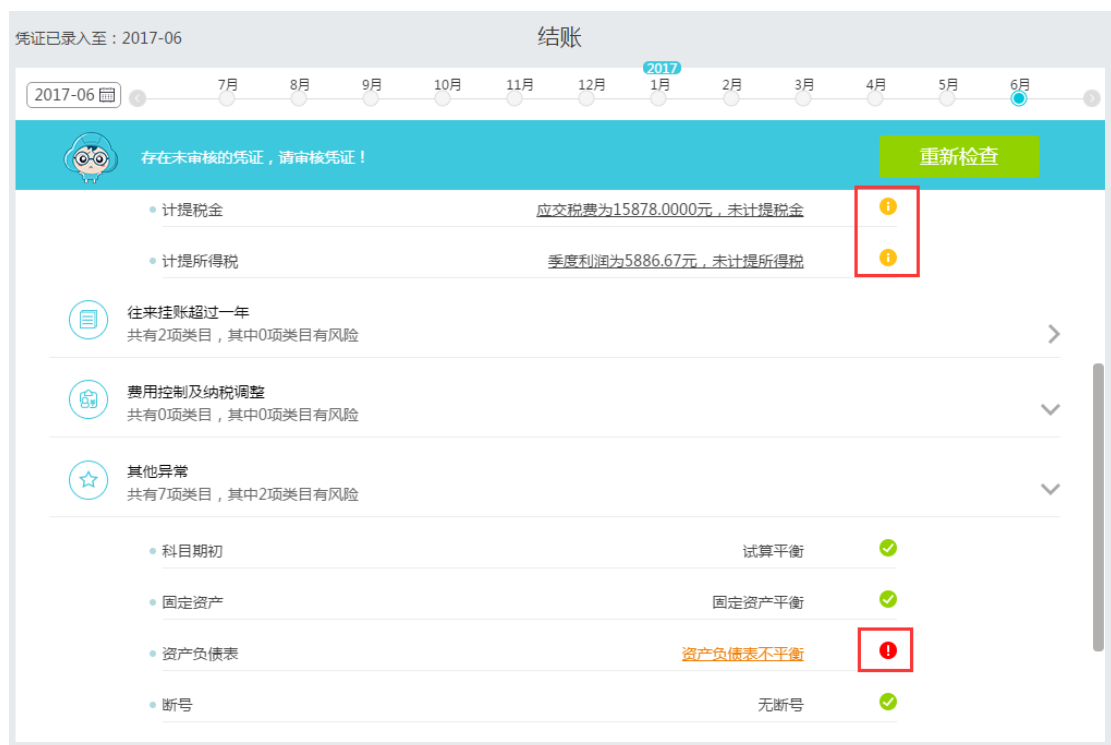 凭证已录入至：2017-06
结账
2017
2017-06 7月 8月 9月 10月 11月 12月 1月 2月 3月 4月 5月 6月
存在未审核的凭证，请审核凭证！ 重新检查
计提税金 应交税费为15878.0000元，未计提税金
计提所得税 季度利润为5886.67元，未计提所得税
往来挂账超过一年
共有2项类目，其中0项类目有风险
费用控制及纳税调整
共有0项类目，其中0项类目有风险
其他异常
共有7项类目，其中2项类目有风险
科目期初 试算平衡
固定资产 固定资产平衡
资产负债表 资产负债表不平衡
断号 无断号